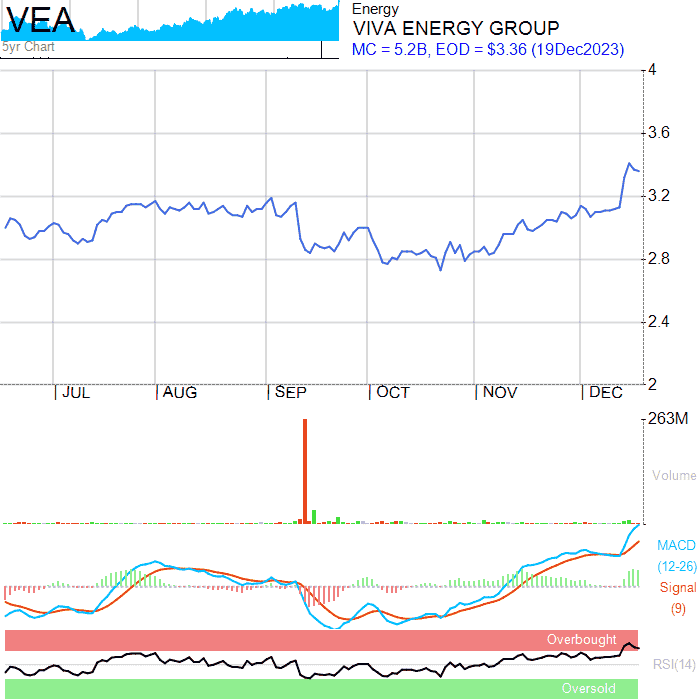 VEA
5yr Chart
Energy
VIVA ENERGY GROUP
MC = 5.2B, EOD = $3.36 (19Dec2023)
4
3.6
3.2
2.8
2.4
2
JUL AUG SEP OCT NOV DEC
263M
Volume
MACD
(12-26)
Signal
(9)
Overbought
RSI(14)
Oversold